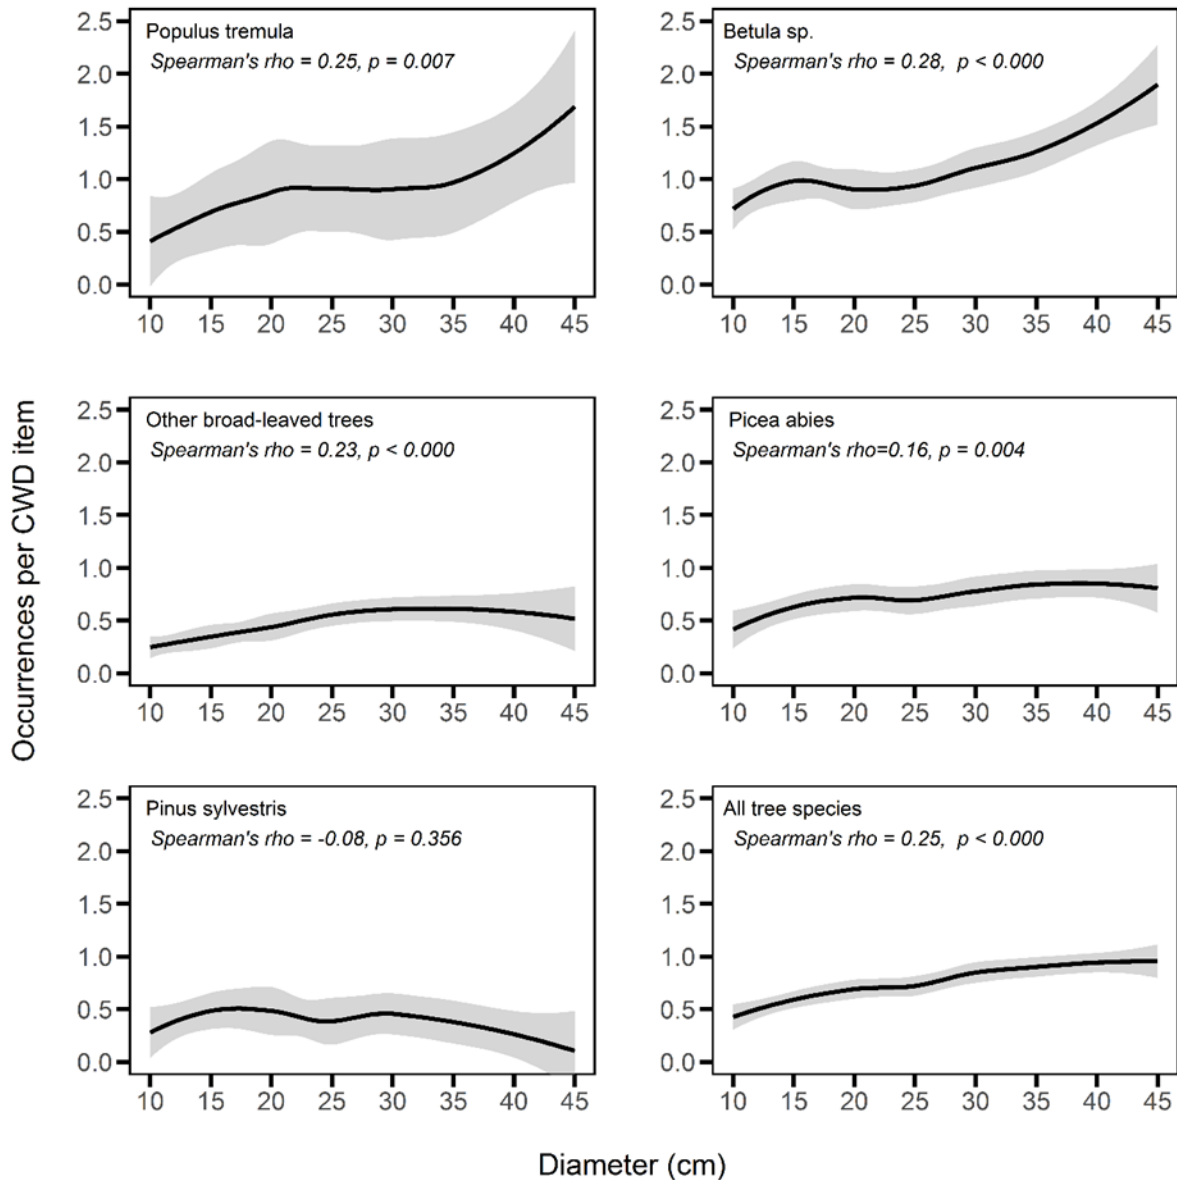 Occurrences per CWD item
Populus tremula
Spearman's rho = 0.25, p = 0.007
2.5
2.0
1.5
1.0
0.5
0.0
10 15 20 25 30 35 40 45
Betula sp.
Spearman's rho = 0.28, p < 0.000
2.5
2.0
1.5
1.0
0.5
0.0
10 15 20 25 30 35 40 45
Other broad-leaved trees
Spearman's rho = 0.23, p < 0.000
2.5
2.0
1.5
1.0
0.5
0.0
10 15 20 25 30 35 40 45
Picea abies
Spearman's rho=0.16, p = 0.004
2.5
2.0
1.5
1.0
0.5
0.0
10 15 20 25 30 35 40 45
Pinus sylvestris
Spearman's rho = -0.08, p = 0.356
2.5
2.0
1.5
1.0
0.5
0.0
10 15 20 25 30 35 40 45
All tree species
Spearman's rho = 0.25, p < 0.000
2.5
2.0
1.5
1.0
0.5
0.0
10 15 20 25 30 35 40 45
Diameter (cm)